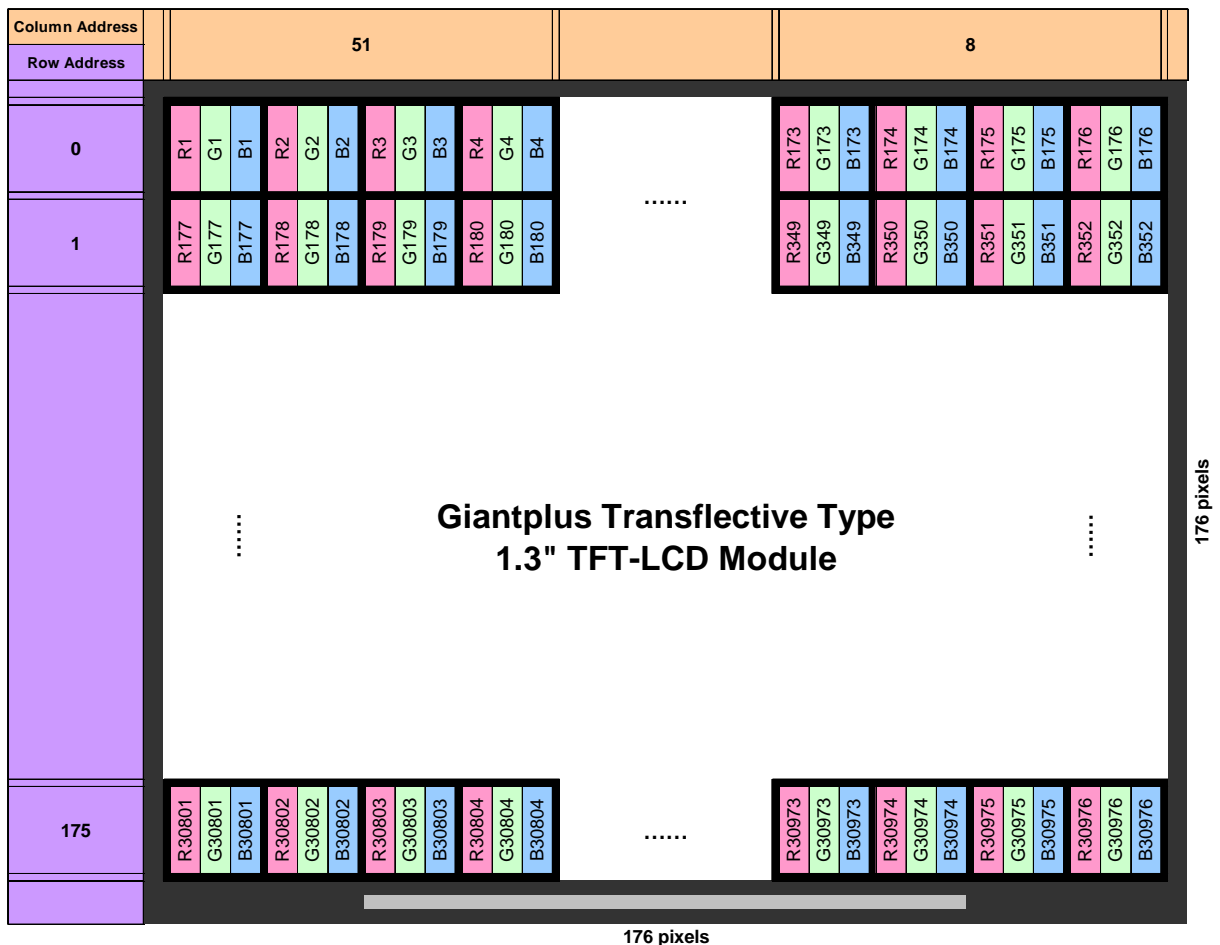 Column Address
51
8
Row Address
0
R1 G1 B1 R2 G2 B2 R3 G3 B3 R4 G4 B4
......
R173 G173 B173 R174 G174 B174 R175 G175 B175 R176 G176 B176
1
R177 G177 B177 R178 G178 B178 R179 G179 B179 R180 G180 B180
R349 G349 B349 R350 G350 B350 R351 G351 B351 R352 G352 B352
176 pixels
.....
Giantplus Transflective Type
1.3" TFT-LCD Module
.....
175
R30801 G30801 B30801 R30802 G30802 B30802 R30803 G30803 B30803 R30804 G30804 B30804
......
R30973 G30973 B30973 R30974 G30974 B30974 R30975 G30975 B30975 R30976 G30976 B30976
176 pixels